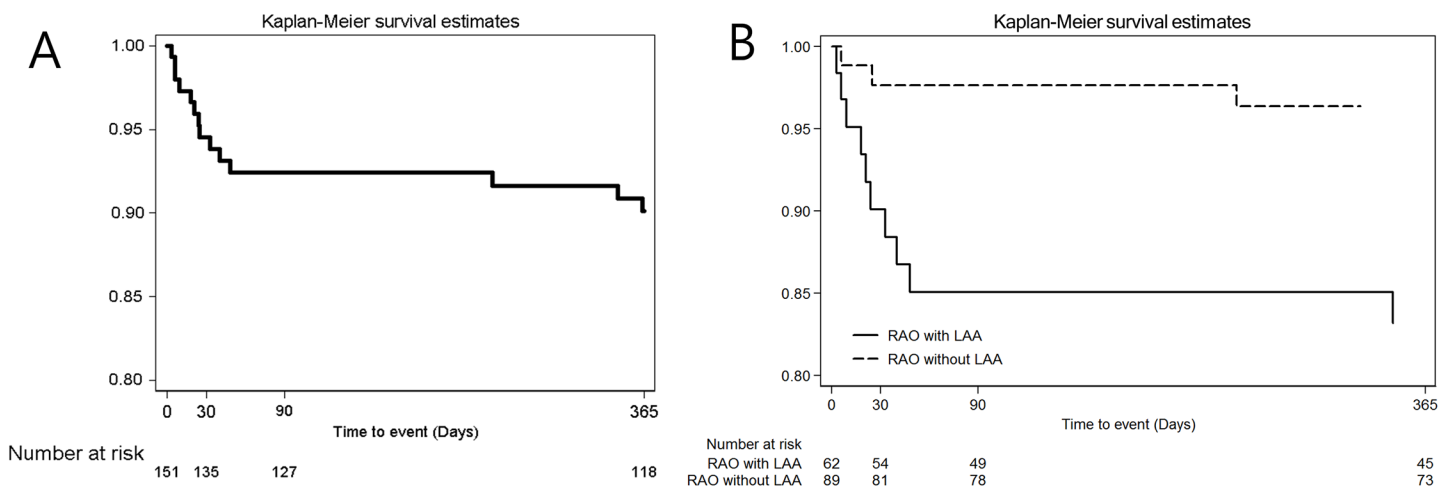 A
Kaplan-Meier survival estimates
1.00
0.95
0.90
0.85
0.80
0 30 90 365
Time to event (Days)
Number at risk
151 135 127 118
B
Kaplan-Meier survival estimates
1.00
0.95
0.90
0.85
0.80
RAO with LAA
RAO without LAA
0 30 90 365
Time to event (Days)
Number at risk
RAO with LAA 62 54 49 45
RAO without LAA 89 81 78 73